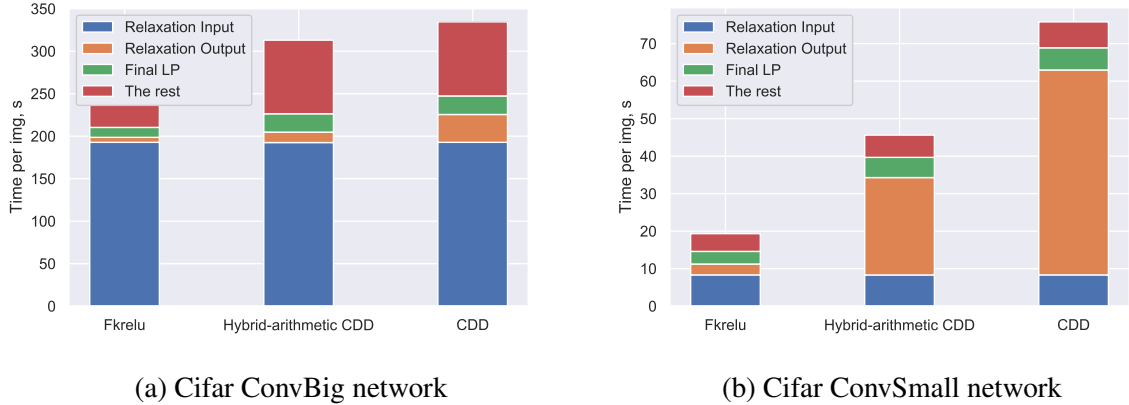 350
300
250
200
150
100
50
0
Time per img, s
Relaxation Input
Relaxation Output
Final LP
The rest
Fkrelu
Hybrid-arithmetic CDD
CDD
(a) Cifar ConvBig network
70
60
50
40
30
20
10
0
Time per img, s
Relaxation Input
Relaxation Output
Final LP
The rest
Fkrelu
Hybrid-arithmetic CDD
CDD
(b) Cifar ConvSmall network